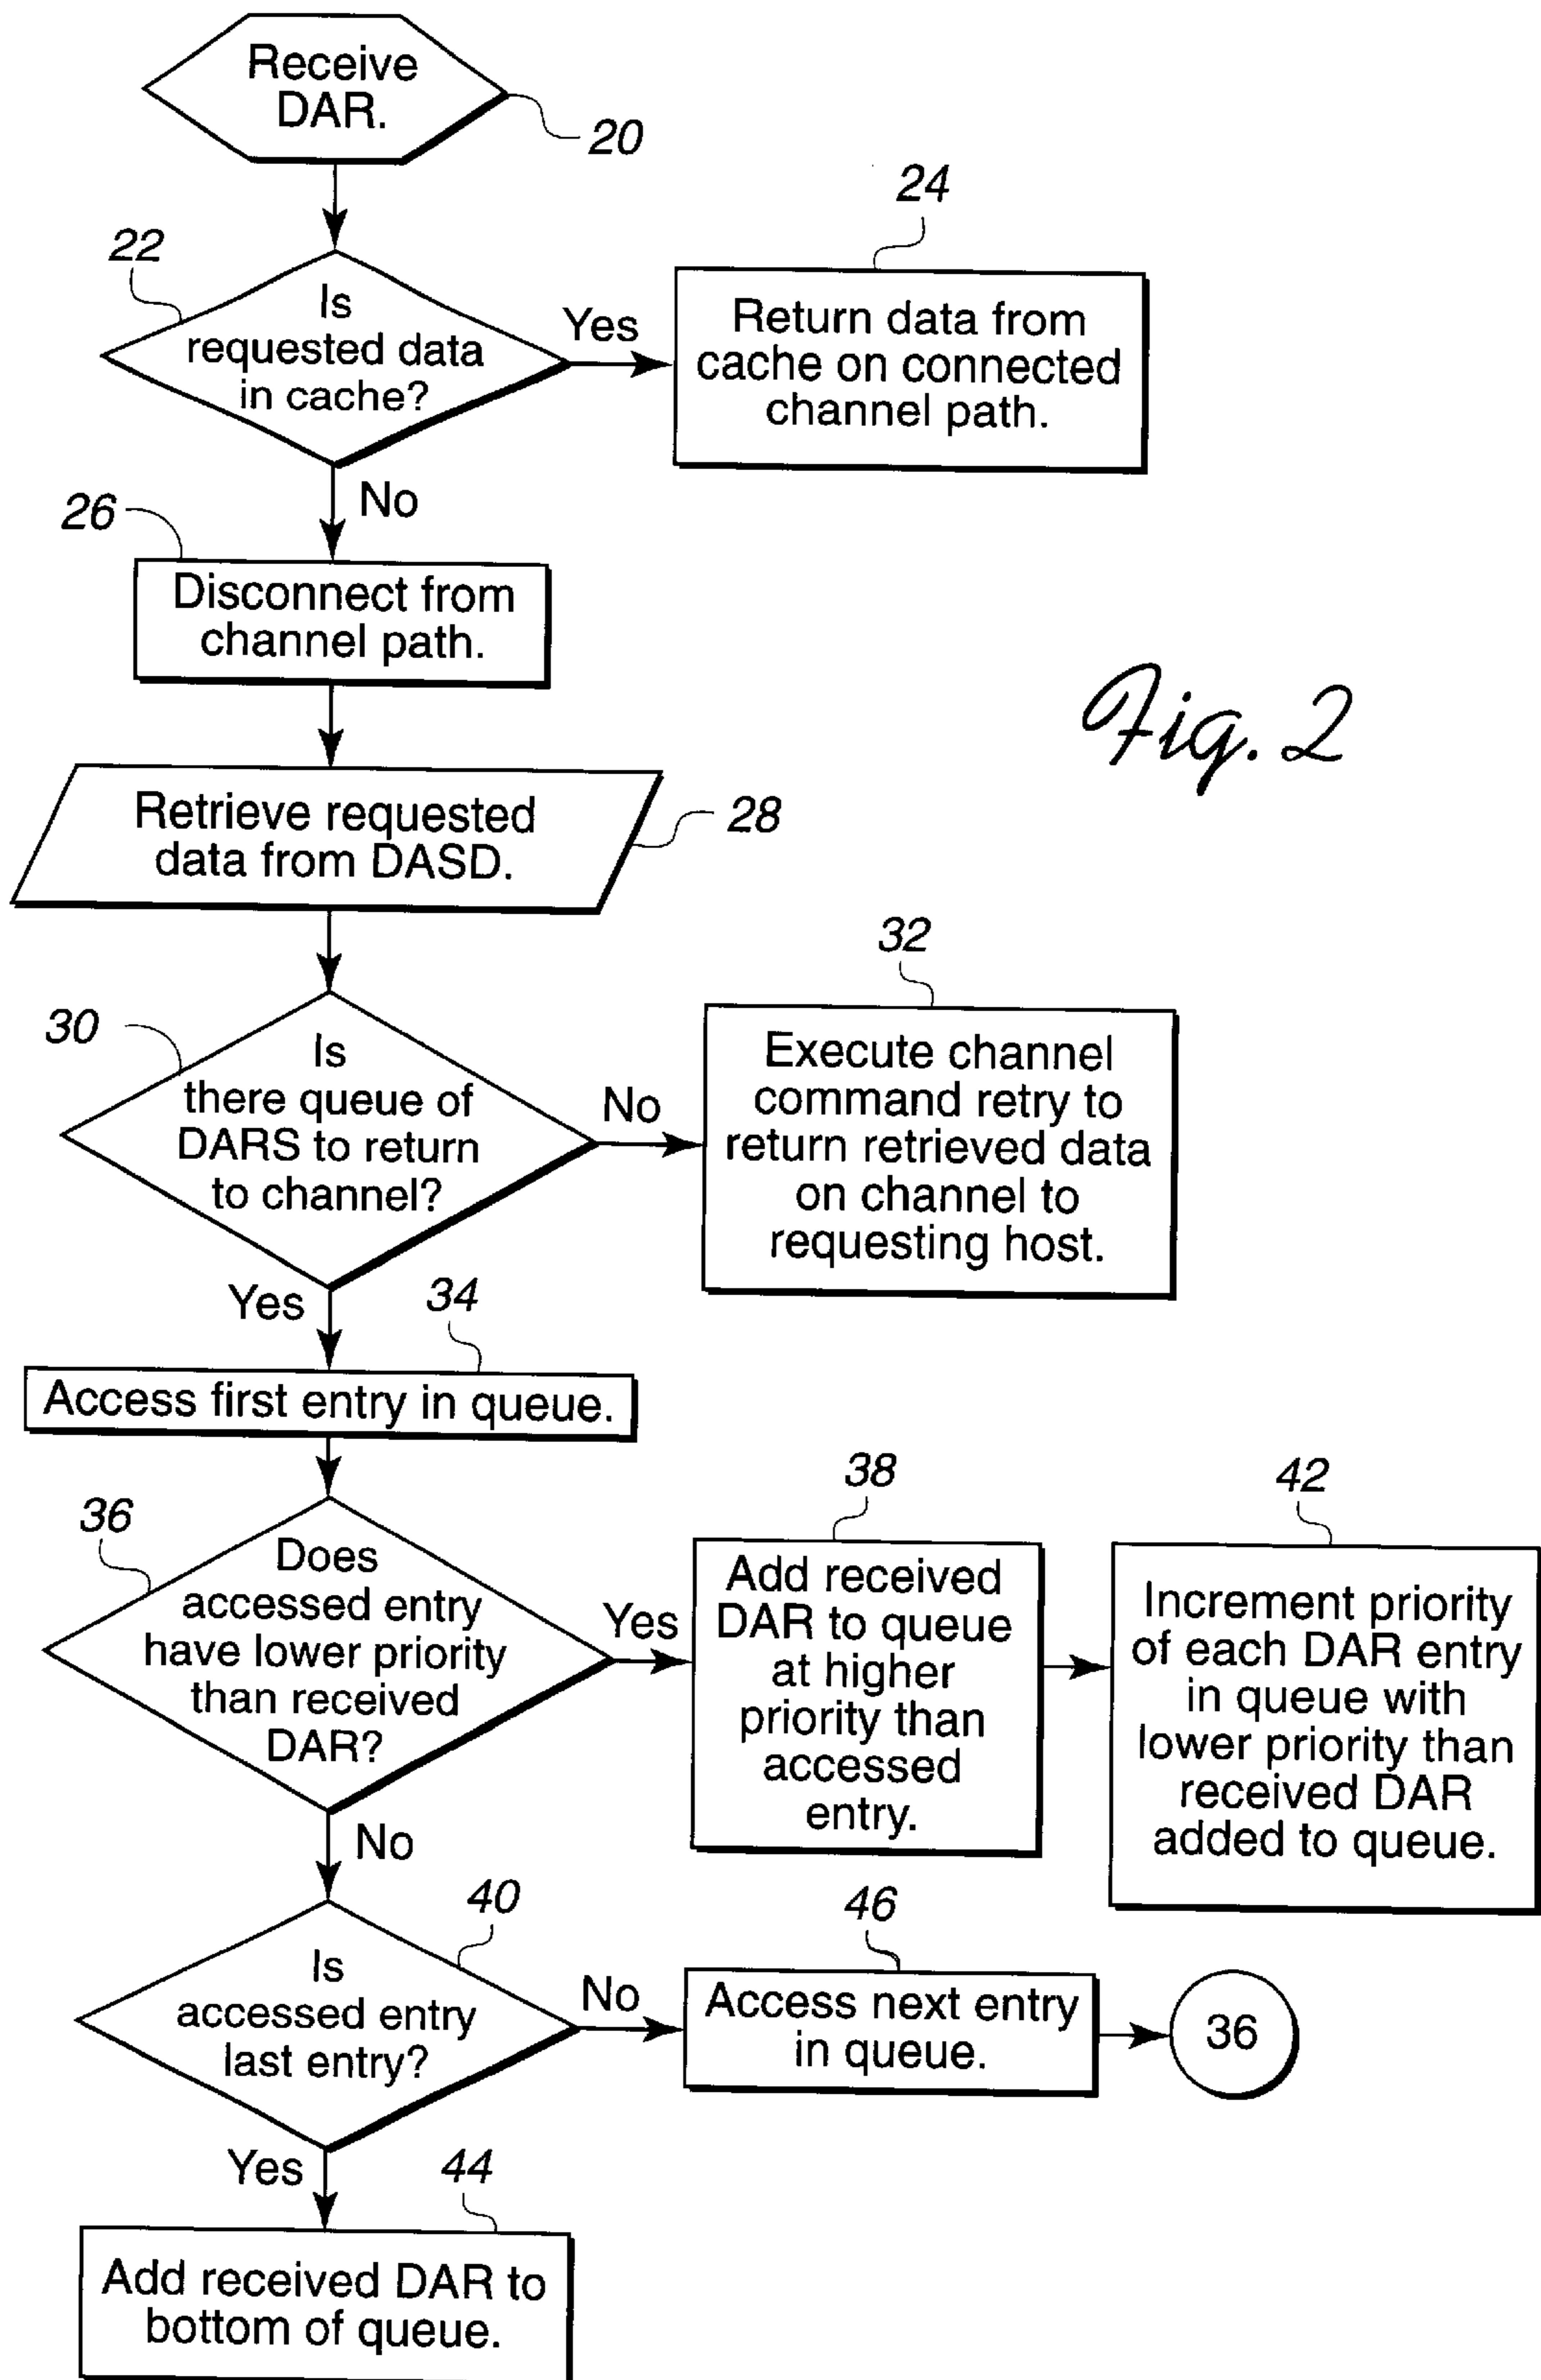 Receive
DAR.
20
22
Is
requested data
in cache?
Yes
24
Return data from
cache on connected
channel path.
No
26
Disconnect from
channel path.
Fig. 2
Retrieve requested
data from DASD.
28
30
Is
there queue of
DARS to return
to channel?
No
32
Execute channel
command retry to
return retrieved data
on channel to
requesting host.
Yes
34
Access first entry in queue.
36
Does
accessed entry
have lower priority
than received
DAR?
Yes
38
Add received
DAR to queue
at higher
priority than
accessed
entry.
42
Increment priority
of each DAR entry
in queue with
lower priority than
received DAR
added to queue.
No
40
Is
accessed entry
last entry?
No
46
Access next entry
in queue.
36
Yes
44
Add received DAR to
bottom of queue.